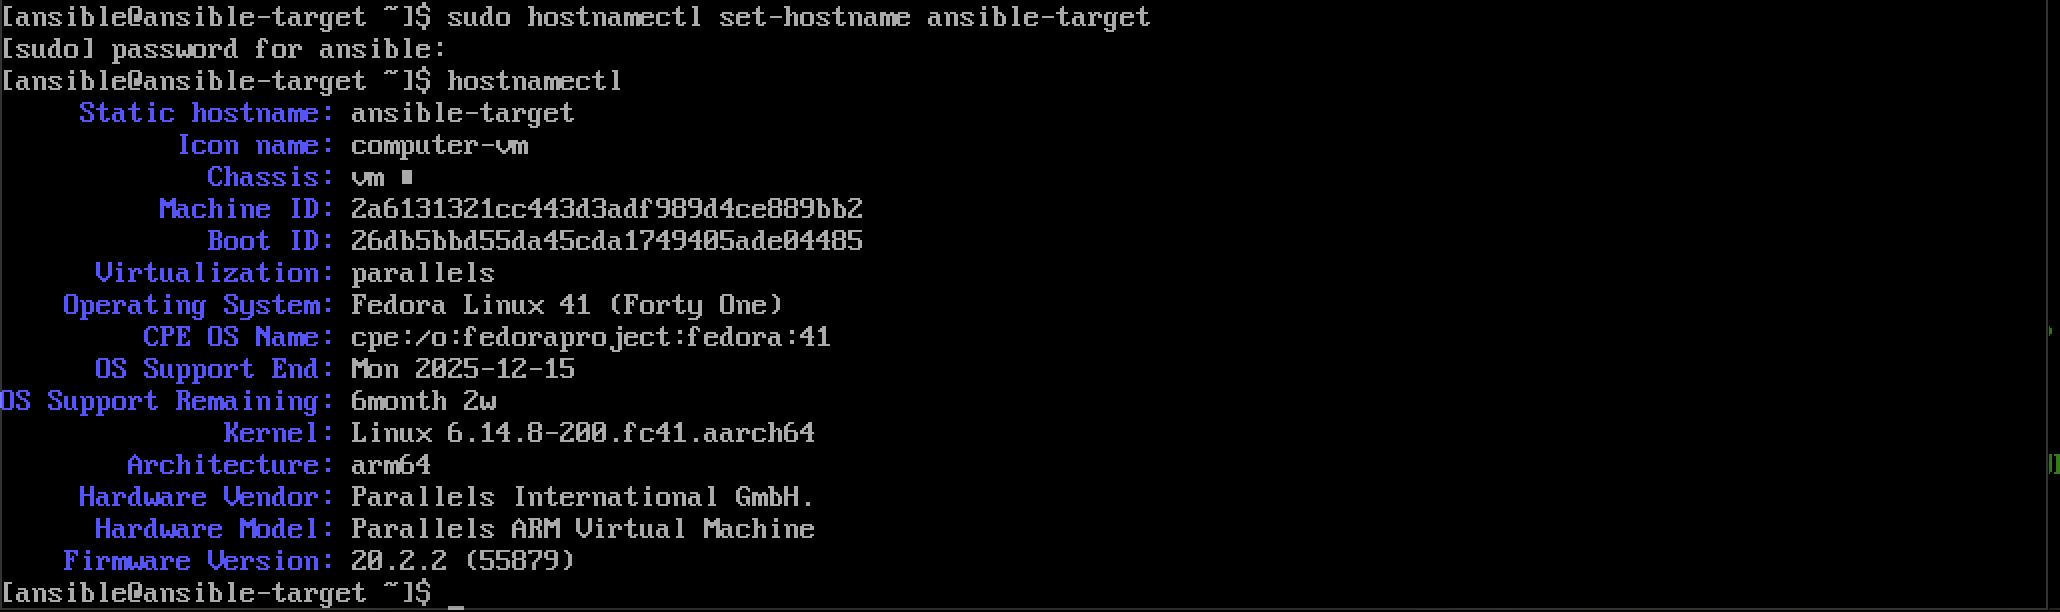 [ansible@ansible-target ~]$ sudo hostnamectl set-hostname ansible-target
[sudo] password for ansible:
[ansible@ansible-target ~]$ hostnamectl
Static hostname: ansible-target
Icon name: computer-vm
Chassis: vm
Machine ID: 2a6131321cc443d3adf989d4ce889bb2
Boot ID: 26db5bbd55da45cda1749405ade04485
Virtualization: parallels
Operating System: Fedora Linux 41 (Forty One)
CPE OS Name: cpe:/o:fedoraproject:fedora:41
OS Support End: Mon 2025-12-15
OS Support Remaining: 6month 2w
Kernel: Linux 6.14.8-200.fc41.aarch64
Architecture: arm64
Hardware Vendor: Parallels International GmbH.
Hardware Model: Parallels ARM Virtual Machine
Firmware Version: 20.2.2 (55879)
[ansible@ansible-target ~]$